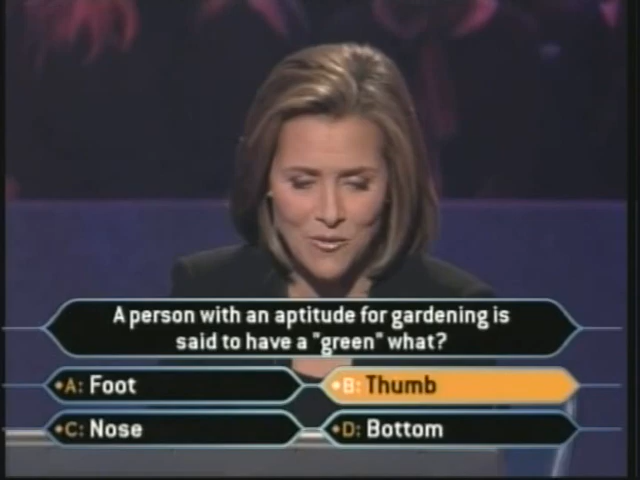 A person with an aptitude for gardening is
said to have a "green" what?
A: Foot
B: Thumb
C: Nose
D: Bottom